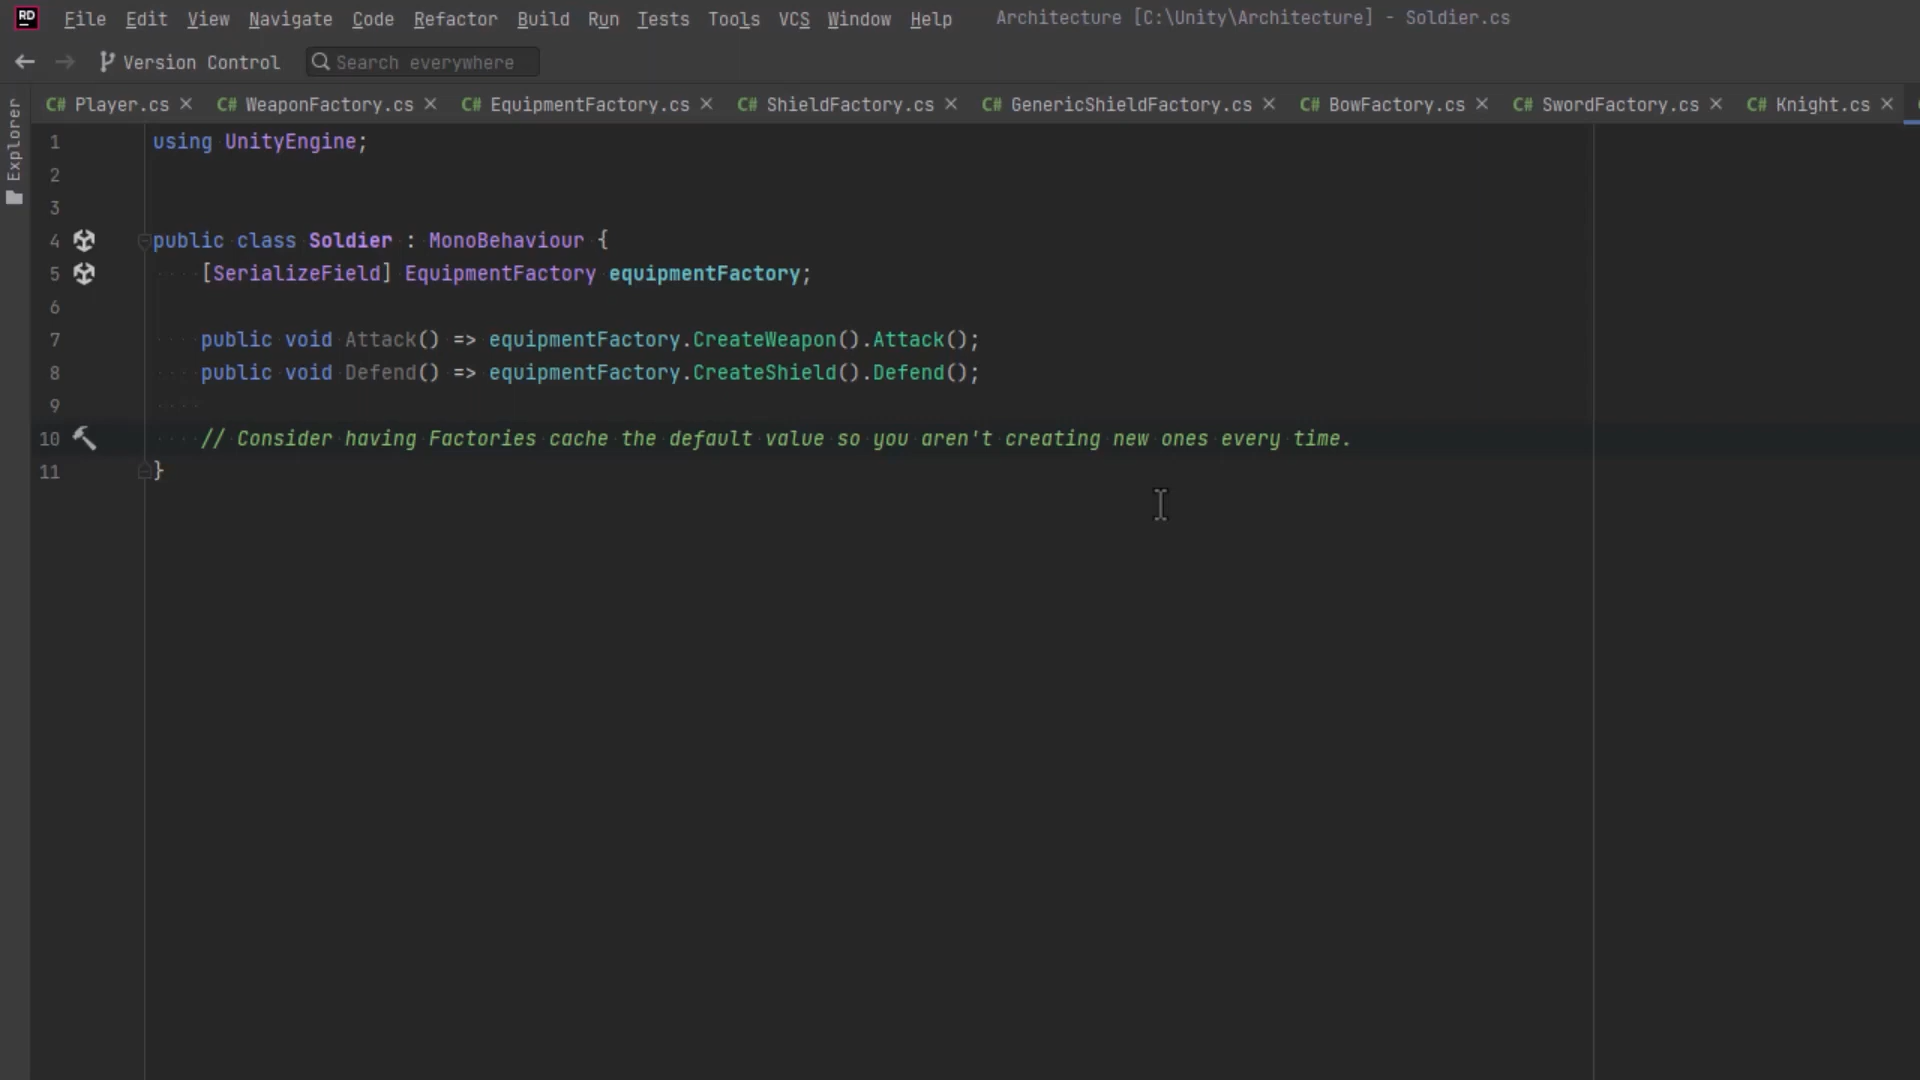 RD File Edit View Navigate Code Refactor Build Run Tests Tools VCS Window Help Architecture [C:\Unity\Architecture] - Soldier.cs
Version Control Search everywhere
C# Player.cs C# WeaponFactory.cs C# EquipmentFactory.cs C# ShieldFactory.cs C# GenericShieldFactory.cs C# BowFactory.cs C# SwordFactory.cs C# Knight.cs
Explorer
1 using UnityEngine;
2
3
4 public class Soldier : MonoBehaviour {
5 [SerializeField] EquipmentFactory equipmentFactory;
6
7 public void Attack() => equipmentFactory.CreateWeapon().Attack();
8 public void Defend() => equipmentFactory.CreateShield().Defend();
9
10 // Consider having Factories cache the default value so you aren't creating new ones every time.
11 }